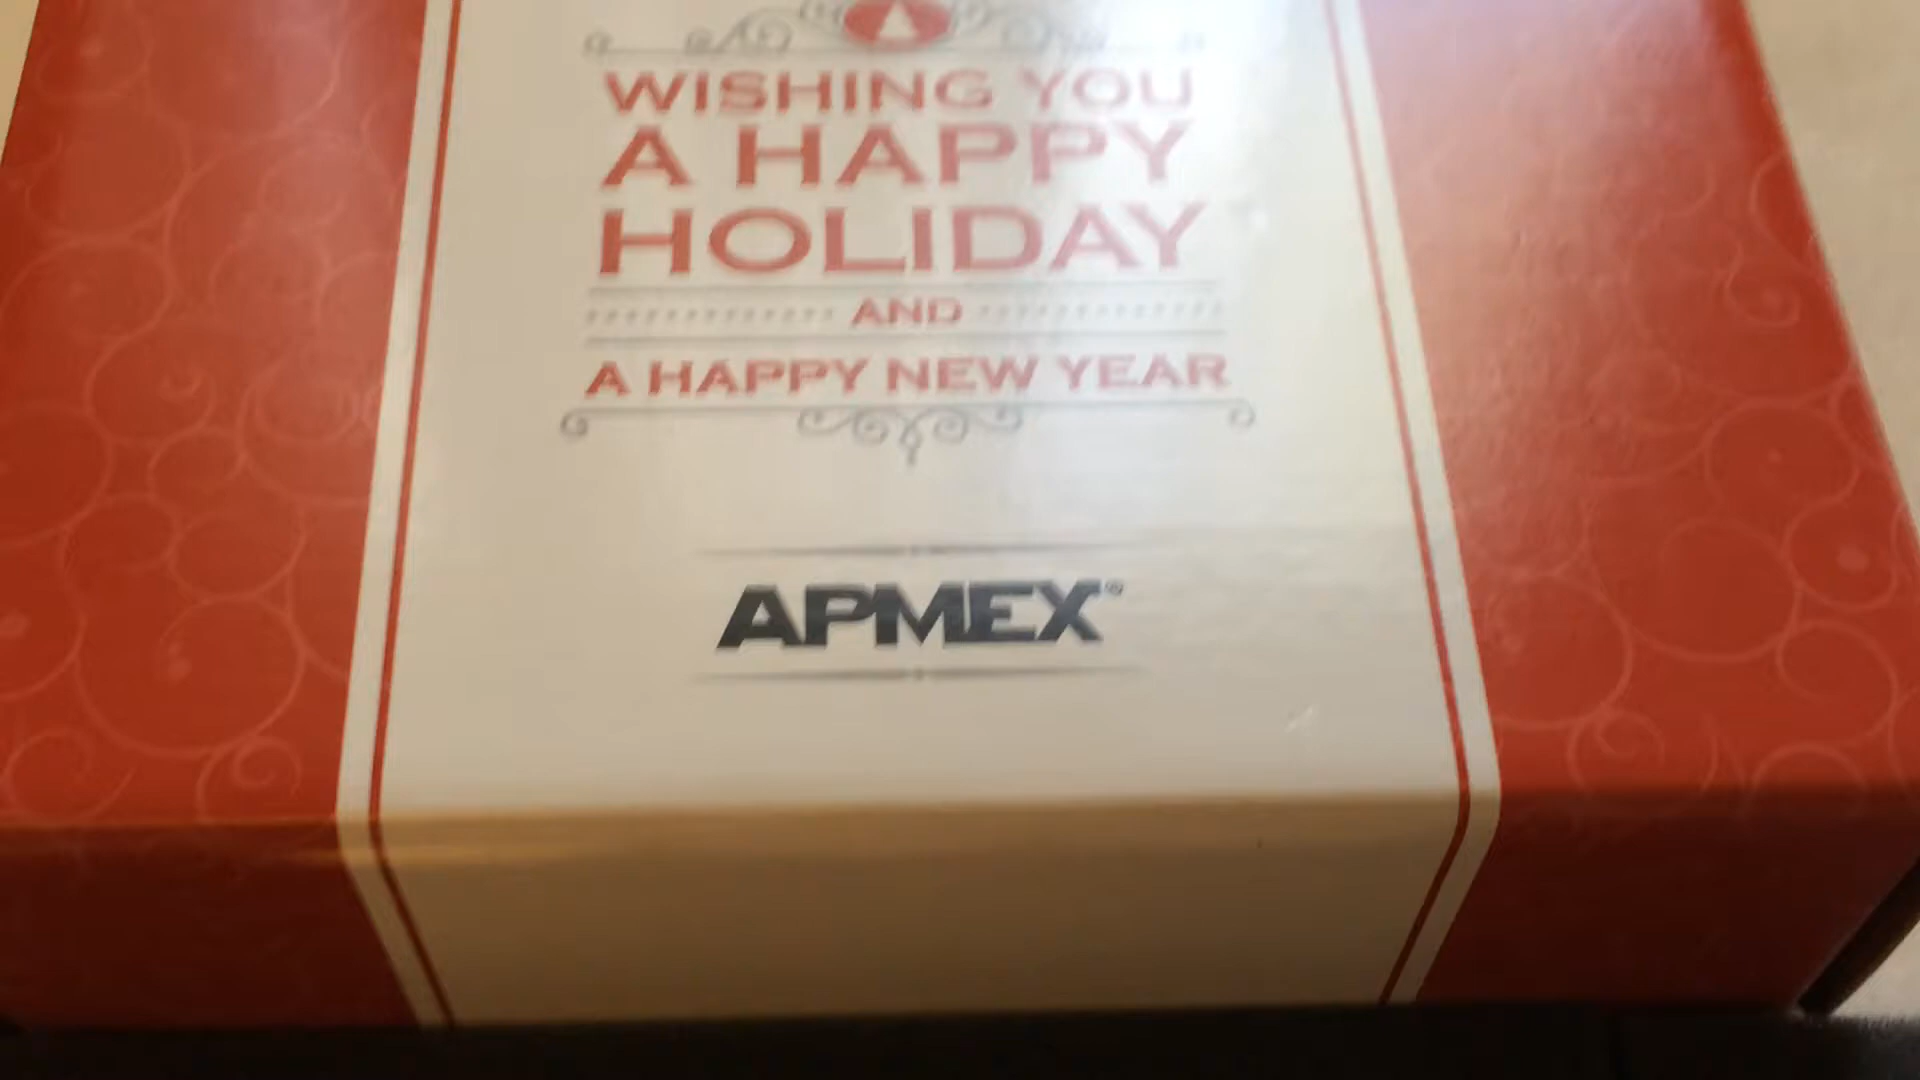 WISHING YOU
A HAPPY
HOLIDAY
AND
A HAPPY NEW YEAR
APMEX®